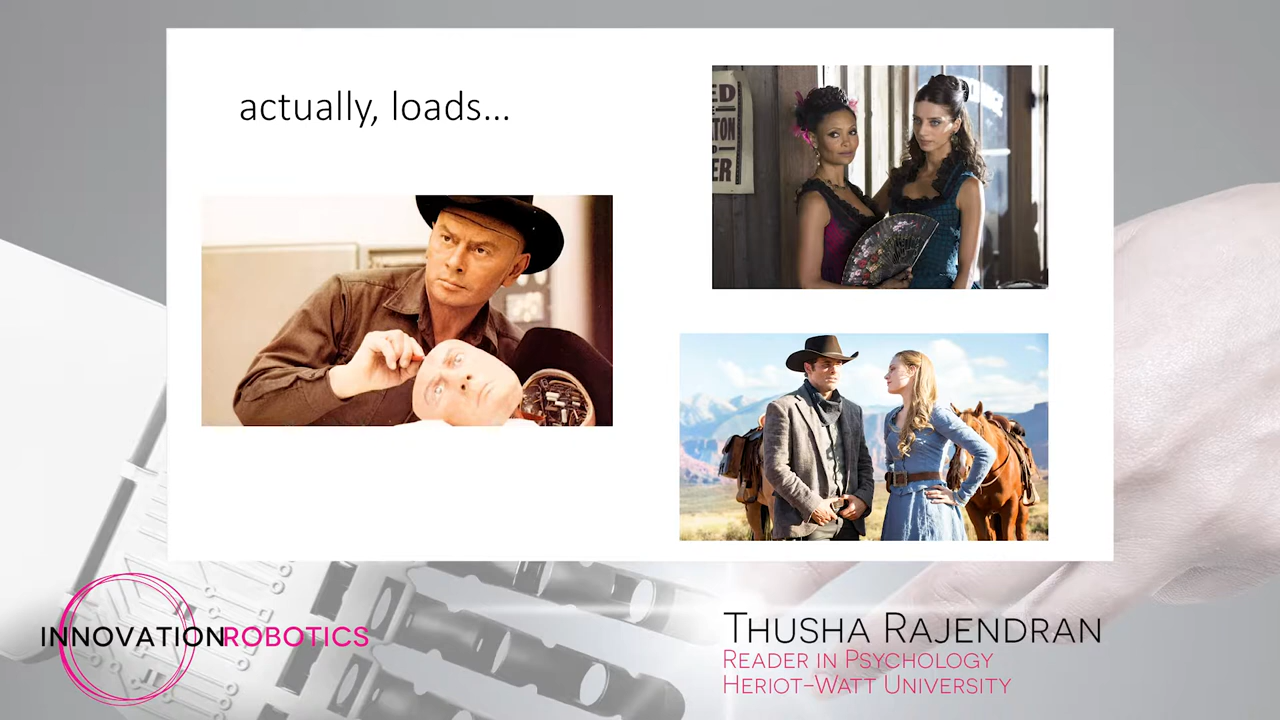 actually, loads...
ED
TON
ER
INNOVATIONROBOTICS
THUSHA RAJENDRAN
READER IN PSYCHOLOGY
HERIOT-WATT UNIVERSITY